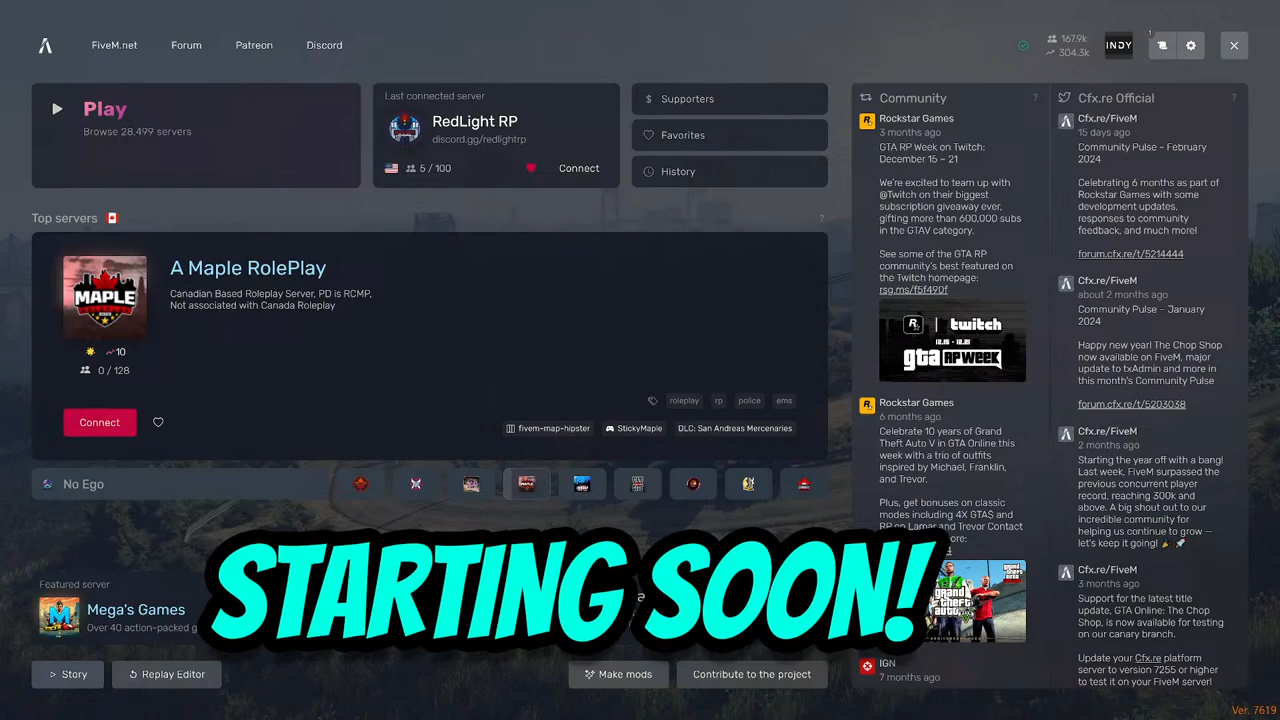 FiveM.net
Forum
Patreon
Discord
167.9k
304.3k
INDY
1
Play
Browse 28,499 servers
Last connected server
RedLight RP
discord.gg/redlightrp
5 / 100
Connect
$ Supporters
Favorites
History
Top servers
?
A Maple RolePlay
Canadian Based Roleplay Server, PD is RCMP,
Not associated with Canada Roleplay
MAPLE
10
0 / 128
Connect
roleplay
rp
police
ems
fivem-map-hipster
StickyMaple
DLC: San Andreas Mercenaries
No Ego
STARTING SOON!
Featured server
Mega's Games
Over 40 action-packed g
Story
Replay Editor
Make mods
Contribute to the project
Community
?
Rockstar Games
3 months ago
GTA RP Week on Twitch:
December 15 – 21
We're excited to team up with
@Twitch on their biggest
subscription giveaway ever,
gifting more than 600,000 subs
in the GTAV category.
See some of the GTA RP
community's best featured on
the Twitch homepage:
rsg.ms/f5f490f
twitch
12.15 - 12.21
gta RP WEEK
Rockstar Games
6 months ago
Celebrate 10 years of Grand
Theft Auto V in GTA Online this
week with a trio of outfits
inspired by Michael, Franklin,
and Trevor.
Plus, get bonuses on classic
modes including 4X GTA$ and
RP on Lamar and Trevor Contact
ore:
grand
theft
auto
IGN
7 months ago
Cfx.re Official
?
Cfx.re/FiveM
15 days ago
Community Pulse – February
2024
Celebrating 6 months as part of
Rockstar Games with some
development updates,
responses to community
feedback, and much more!
forum.cfx.re/t/5214444
Cfx.re/FiveM
about 2 months ago
Community Pulse – January
2024
Happy new year! The Chop Shop
now available on FiveM, major
update to txAdmin and more in
this month's Community Pulse
forum.cfx.re/t/5203038
Cfx.re/FiveM
2 months ago
Starting the year off with a bang!
Last week, FiveM surpassed the
previous concurrent player
record, reaching 300k and
above. A big shout out to our
incredible community for
helping us continue to grow —
let's keep it going!
Cfx.re/FiveM
3 months ago
Support for the latest title
update, GTA Online: The Chop
Shop, is now available for testing
on our canary branch.
Update your Cfx.re platform
server to version 7255 or higher
to test it on your FiveM server!
Ver. 7619